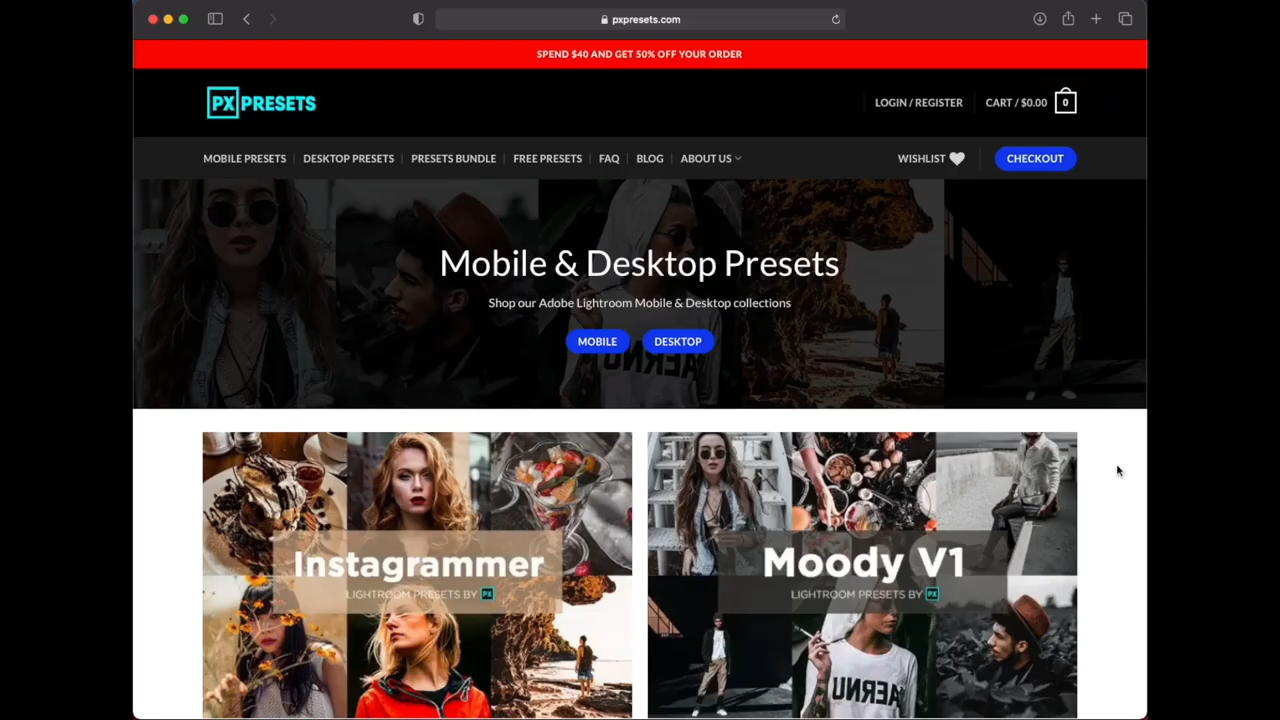 pxpresets.com
SPEND $40 AND GET 50% OFF YOUR ORDER
PX PRESETS
LOGIN / REGISTER
CART / $0.00
0
MOBILE PRESETS
DESKTOP PRESETS
PRESETS BUNDLE
FREE PRESETS
FAQ
BLOG
ABOUT US
WISHLIST
CHECKOUT
Mobile & Desktop Presets
Shop our Adobe Lightroom Mobile & Desktop collections
MOBILE
DESKTOP
Instagrammer
LIGHTROOM PRESETS BY PX
Moody V1
LIGHTROOM PRESETS BY PX